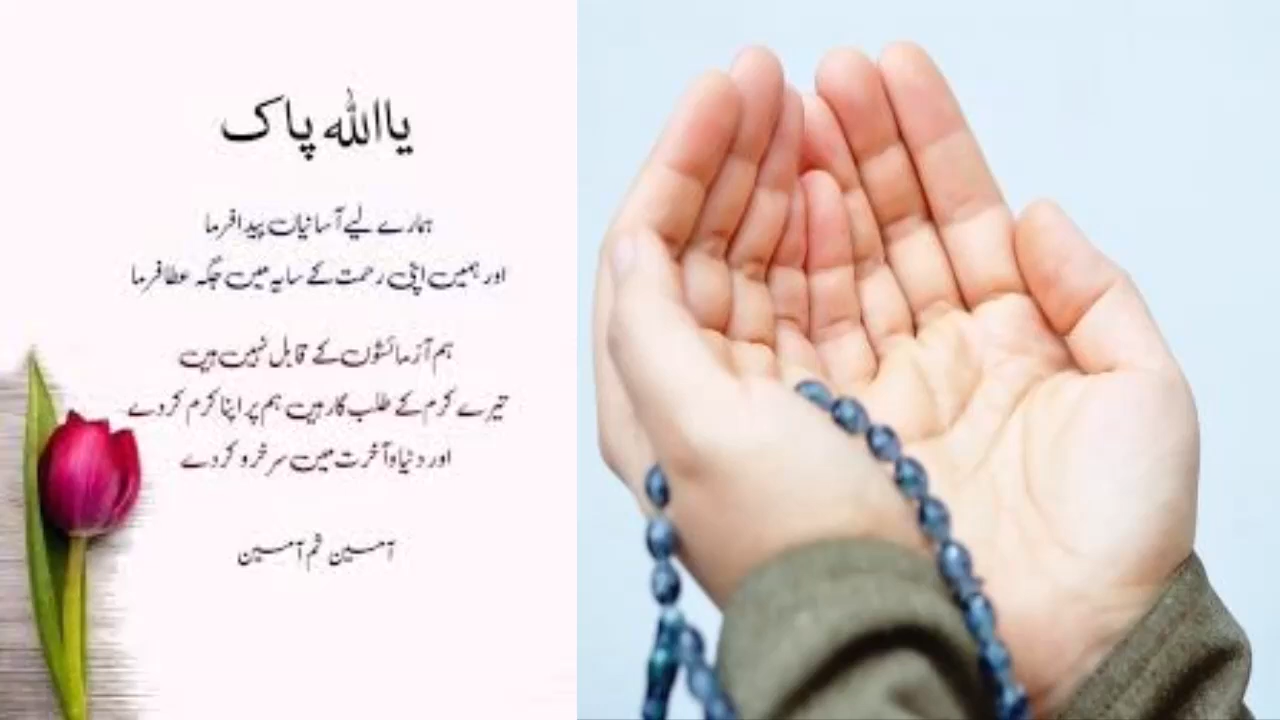 یااللہ پاک
ہمارے لیے آسانیاں پیدا فرما
اور ہمیں اپنی رحمت کے سایہ میں جگہ عطا فرما
ہم آزمائشوں کے قابل نہیں ہیں
تیرے کرم کے طلب گار ہیں ہم پر اپنا کرم کر دے
اور دنیا و آخرت میں سرخرو کر دے
آمین ثم آمین